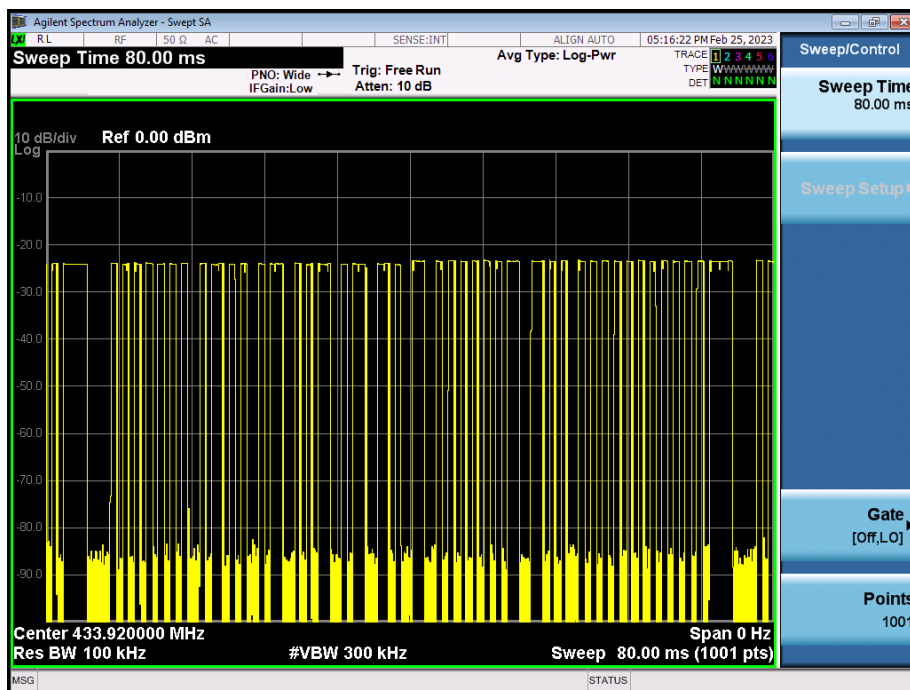 Agilent Spectrum Analyzer - Swept SA
LXI RL RF 50 Ω AC SENSE:INT ALIGN AUTO 05:16:22 PM Feb 25, 2023
Sweep Time 80.00 ms
Avg Type: Log-Pwr
TRACE 1 2 3 4 5 6
PNO: Wide
Trig: Free Run
TYPE WWWWWW
IFGain:Low
Atten: 10 dB
DET N N N N N N
10 dB/div Ref 0.00 dBm
Log
-10.0
-20.0
-30.0
-40.0
-50.0
-60.0
-70.0
-80.0
-90.0
Center 433.920000 MHz Span 0 Hz
Res BW 100 kHz #VBW 300 kHz Sweep 80.00 ms (1001 pts)
MSG STATUS
Sweep/Control
Sweep Time
80.00 ms
Sweep Setup
Gate
[Off,LO]
Points
1001